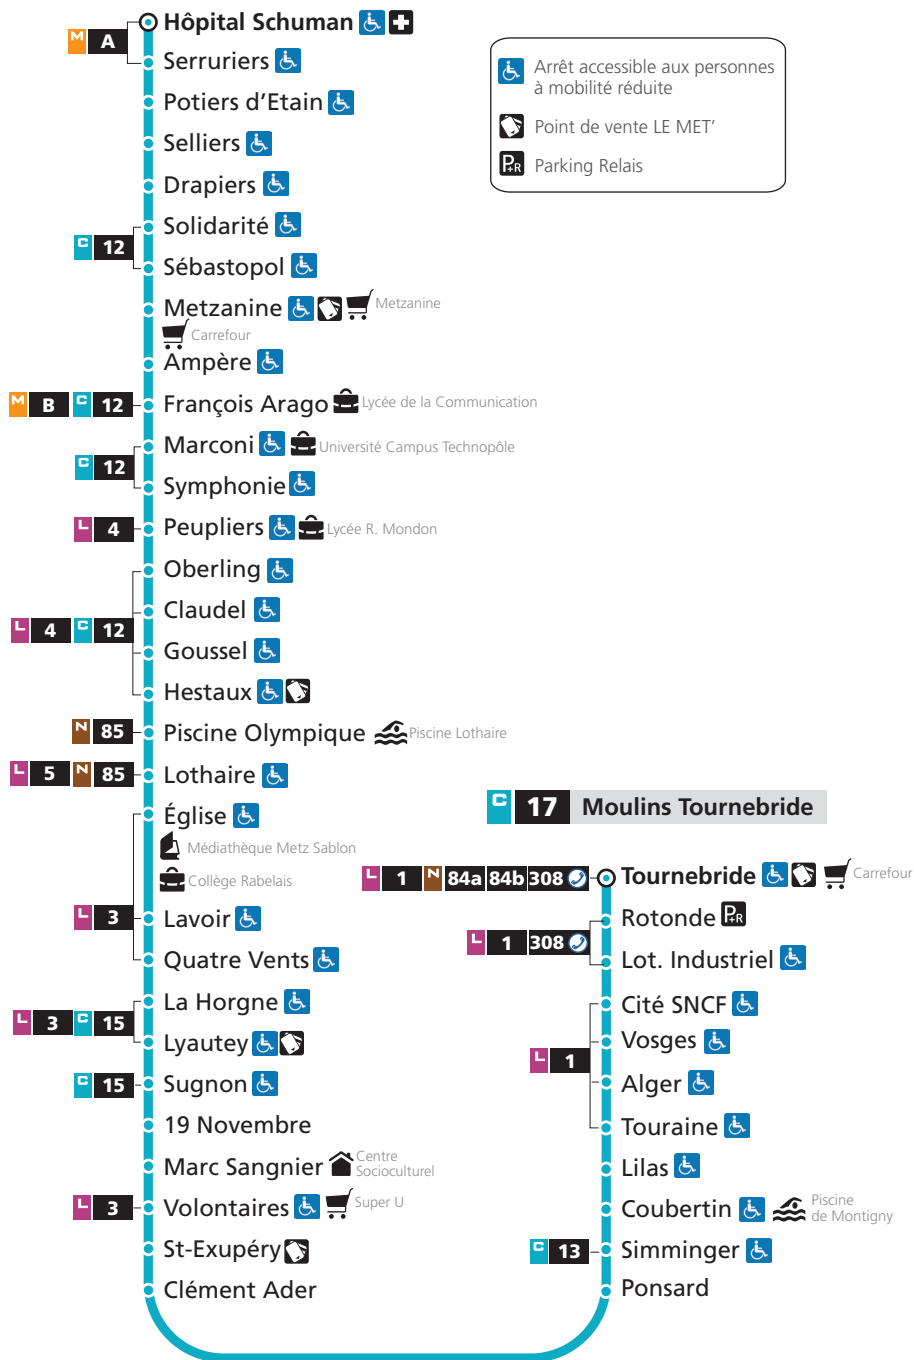 Hôpital Schuman
M A
Serruriers
Potiers d’Etain
Selliers
Drapiers
Solidarité
C 12
Sébastopol
Metzanine Metzanine
Carrefour
Ampère
M B C 12 François Arago Lycée de la Communication
Marconi Université Campus Technopôle
C 12
Symphonie
L 4 Peupliers Lycée R. Mondon
Oberling
Claudel
L 4 C 12
Goussel
Hestaux
N 85 Piscine Olympique Piscine Lothaire
L 5 N 85 Lothaire
Église
Médiathèque Metz Sablon
Collège Rabelais
L 3 Lavoir
Quatre Vents
La Horgne
L 3 C 15
Lyautey
C 15 Sugnon
19 Novembre
Marc Sangnier Centre
Socioculturel
L 3 Volontaires Super U
St-Exupéry
Clément Ader
Arrêt accessible aux personnes
à mobilité réduite
Point de vente LE MET’
P+R Parking Relais
C 17 Moulins Tournebride
L 1 N 84a 84b 308 Tournebride Carrefour
Rotonde P+R
L 1 308
Lot. Industriel
Cité SNCF
Vosges
L 1
Alger
Touraine
Lilas
Coubertin Piscine
de Montigny
C 13 Simminger
Ponsard